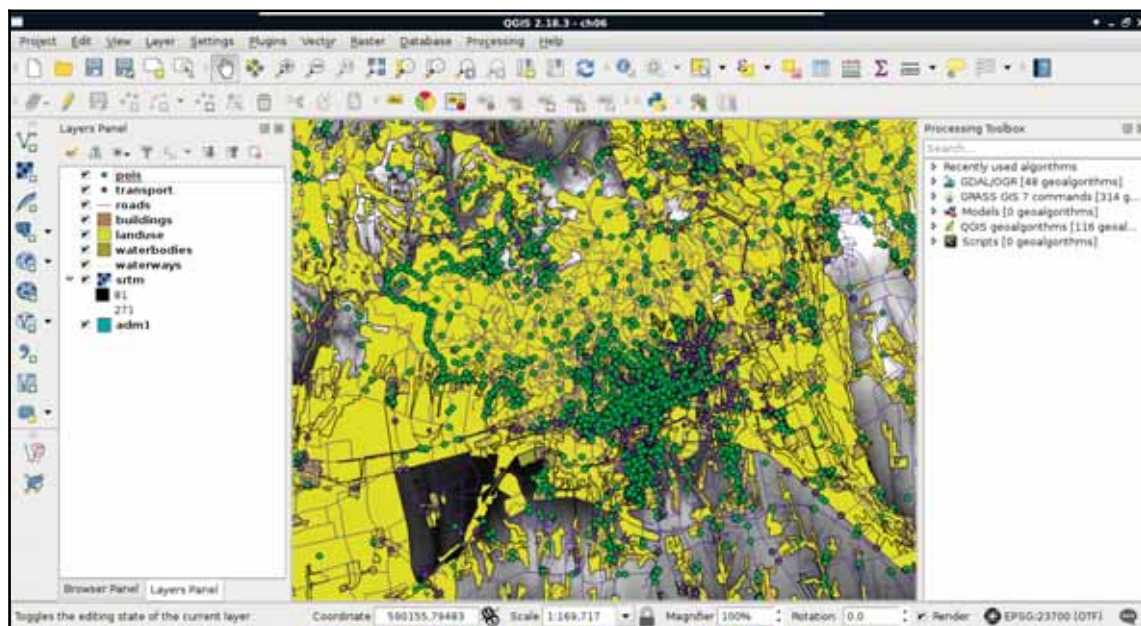 QGIS 2.18.3 - ch06
Project Edit View Layer Settings Plugins Vector Raster Database Processing Help
Layers Panel
pois
transport
roads
buildings
landuse
waterbodies
waterways
srtm
81
271
adm1
Browser Panel Layers Panel
Processing Toolbox
Search...
Recently used algorithms
GDAL/OGR [48 geoalgorithms]
GRASS GIS 7 commands [314 g...
Models [0 geoalgorithms]
QGIS geoalgorithms [116 geoal...
Scripts [0 geoalgorithms]
Toggles the editing state of the current layer Coordinate 590155,79483 Scale 1:169,717 Magnifier 100% Rotation 0.0 Render EPSG:23700 (OTF)